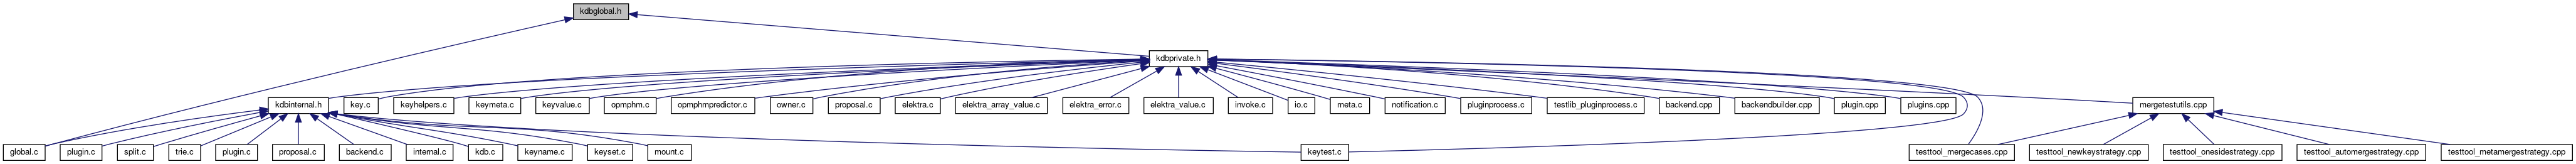 kdbglobal.h
kdbprivate.h
kdbinternal.h
key.c
keyhelpers.c
keymeta.c
keyvalue.c
opmphm.c
opmphmpredictor.c
owner.c
proposal.c
elektra.c
elektra_array_value.c
elektra_error.c
elektra_value.c
invoke.c
io.c
meta.c
notification.c
pluginprocess.c
testlib_pluginprocess.c
backend.cpp
backendbuilder.cpp
plugin.cpp
plugins.cpp
mergetestutils.cpp
global.c
plugin.c
split.c
trie.c
plugin.c
proposal.c
backend.c
internal.c
kdb.c
keyname.c
keyset.c
mount.c
keytest.c
testtool_mergecases.cpp
testtool_newkeystrategy.cpp
testtool_onesidestrategy.cpp
testtool_automergestrategy.cpp
testtool_metamergestrategy.cpp